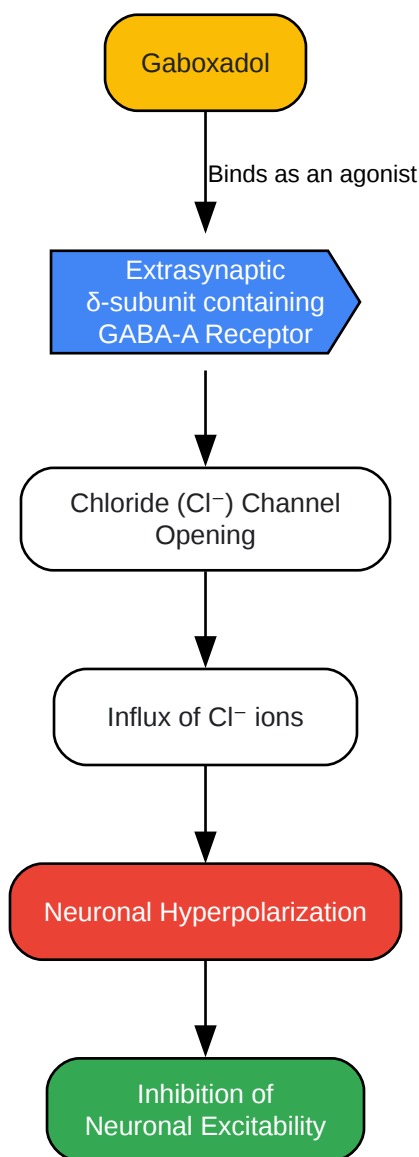 Gaboxadol
Binds as an agonist
Extrasynaptic
δ-subunit containing
GABA-A Receptor
Chloride (Cl⁻) Channel
Opening
Influx of Cl⁻ ions
Neuronal Hyperpolarization
Inhibition of
Neuronal Excitability